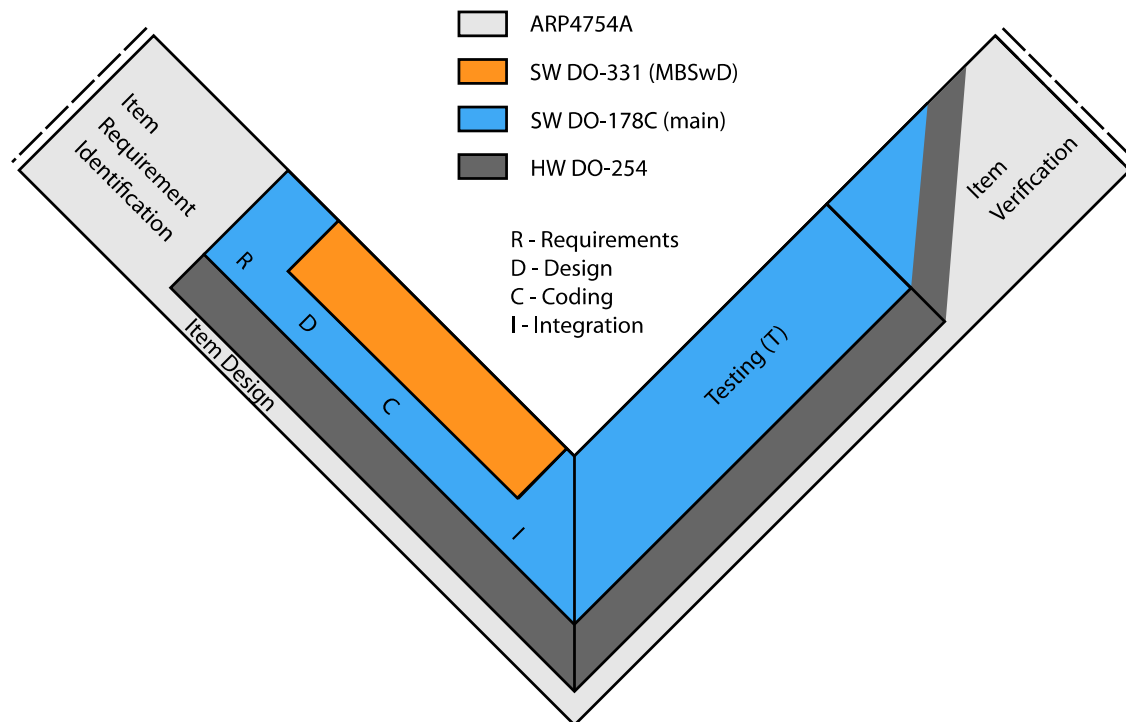 ARP4754A
SW DO-331 (MBSwD)
SW DO-178C (main)
HW DO-254
R - Requirements
D - Design
C - Coding
I - Integration
Item
Requirement
Identification
R
D
C
I
Item Design
Testing (T)
Item
Verification